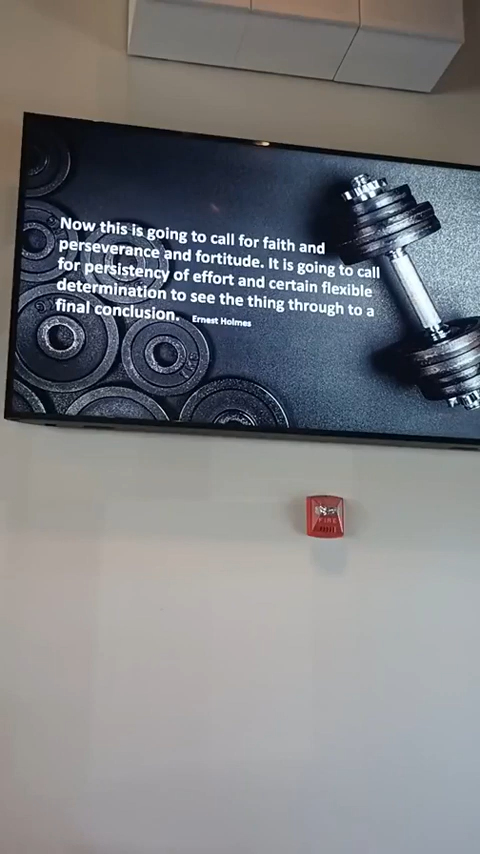 Now this is going to call for faith and
perseverance and fortitude. It is going to call
for persistency of effort and certain flexible
determination to see the thing through to a
final conclusion. Ernest Holmes
FIRE